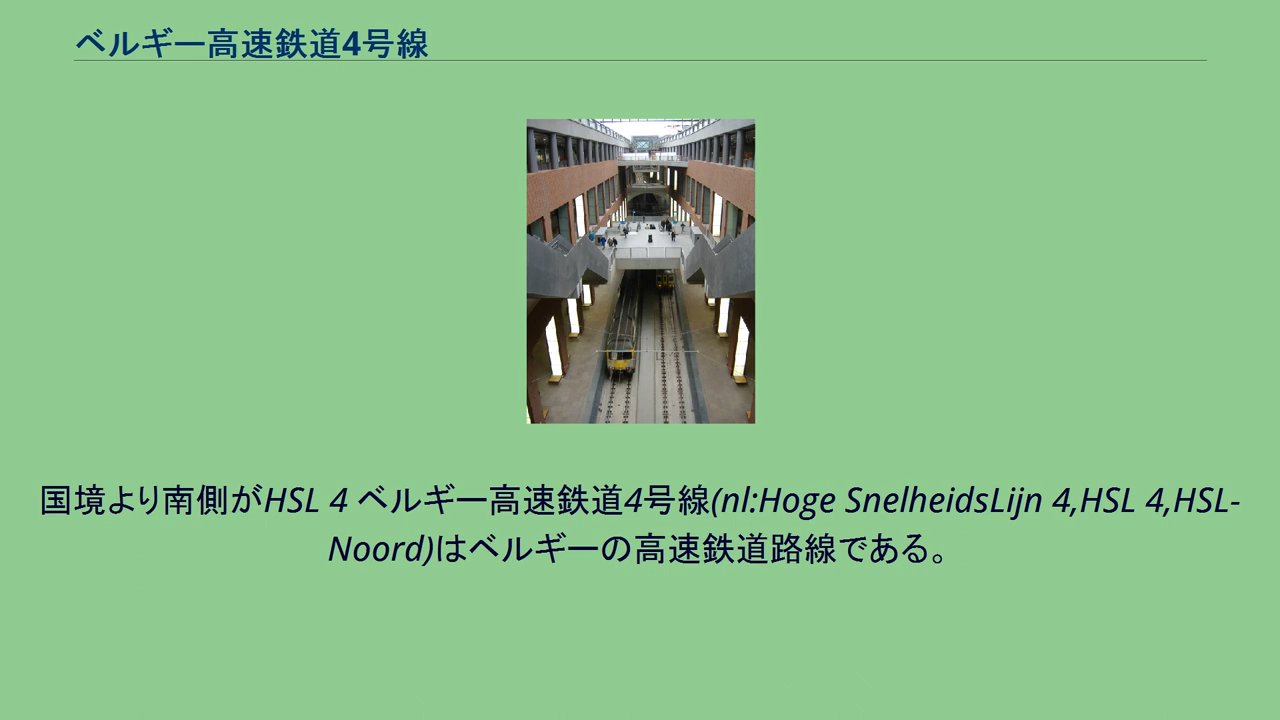 ベルギー高速鉄道4号線
国境より南側がHSL 4 ベルギー高速鉄道4号線(nl:Hoge SnelheidsLijn 4,HSL 4,HSL-
Noord)はベルギーの高速鉄道路線である。